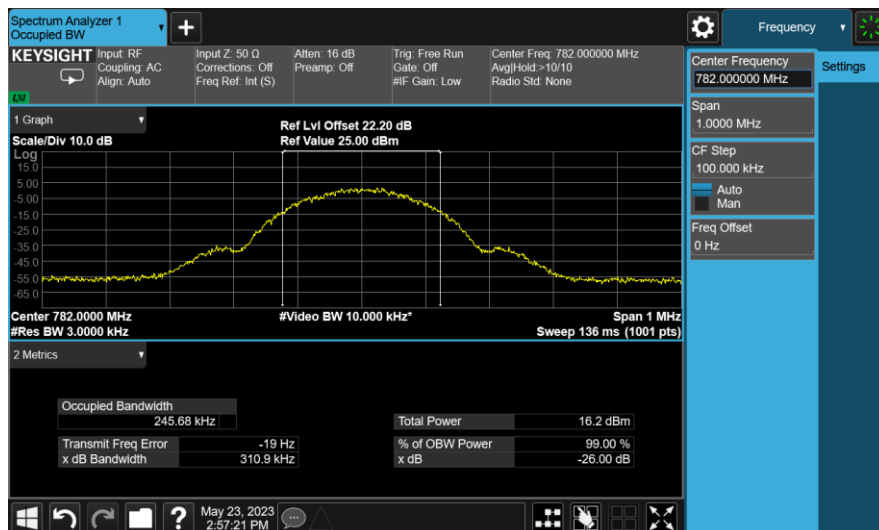 Spectrum Analyzer 1
Occupied BW
+
Frequency
KEYSIGHT
Input: RF
Coupling: AC
Align: Auto
Input Z: 50 Ω
Corrections: Off
Freq Ref: Int (S)
Atten: 16 dB
Preamp: Off
Trig: Free Run
Gate: Off
#IF Gain: Low
Center Freq: 782.000000 MHz
Avg|Hold:>10/10
Radio Std: None
LXI
Center Frequency
782.000000 MHz
Settings
Span
1.0000 MHz
CF Step
100.000 kHz
Auto
Man
Freq Offset
0 Hz
1 Graph
Scale/Div 10.0 dB
Ref Lvl Offset 22.20 dB
Ref Value 25.00 dBm
Log
15.0
5.00
-5.00
-15.0
-25.0
-35.0
-45.0
-55.0
-65.0
Center 782.0000 MHz
#Video BW 10.000 kHz*
Span 1 MHz
#Res BW 3.0000 kHz
Sweep 136 ms (1001 pts)
2 Metrics
Occupied Bandwidth
245.68 kHz
Total Power 16.2 dBm
Transmit Freq Error -19 Hz
% of OBW Power 99.00 %
x dB Bandwidth 310.9 kHz
x dB -26.00 dB
?
May 23, 2023
2:57:21 PM